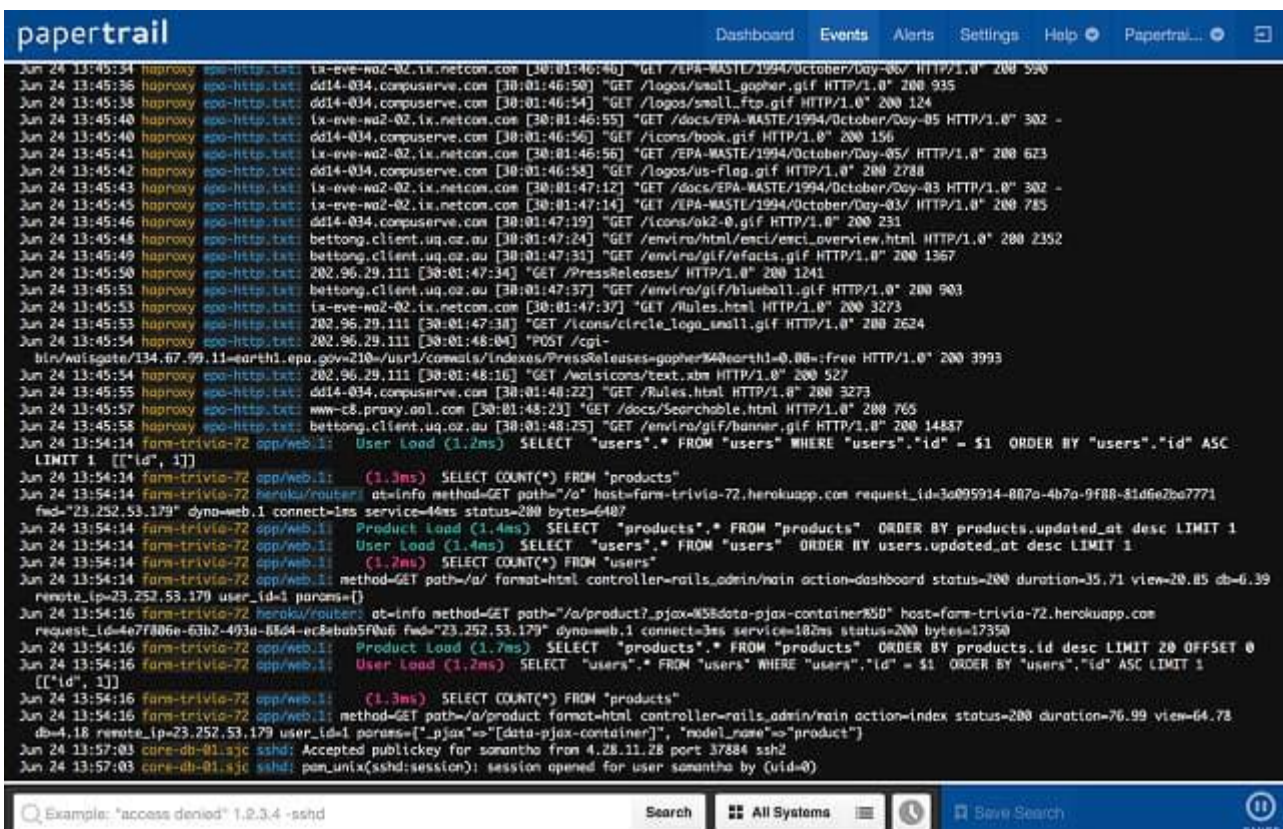 papertrail
Dashboard Events Alerts Settings Help Papertrai...
Jun 24 13:45:34 haproxy epa-http.txt: ix-eve-wa2-02.ix.netcom.com [30:01:46:46] "GET /EPA-WASTE/1994/October/Day-06/ HTTP/1.0" 200 590
Jun 24 13:45:36 haproxy epa-http.txt: dd14-034.compuserve.com [30:01:46:50] "GET /logos/small_gopher.gif HTTP/1.0" 200 935
Jun 24 13:45:38 haproxy epa-http.txt: dd14-034.compuserve.com [30:01:46:54] "GET /logos/small_ftp.gif HTTP/1.0" 200 124
Jun 24 13:45:40 haproxy epa-http.txt: ix-eve-wa2-02.ix.netcom.com [30:01:46:55] "GET /docs/EPA-WASTE/1994/October/Day-05 HTTP/1.0" 302 -
Jun 24 13:45:40 haproxy epa-http.txt: dd14-034.compuserve.com [30:01:46:56] "GET /icons/book.gif HTTP/1.0" 200 156
Jun 24 13:45:41 haproxy epa-http.txt: ix-eve-wa2-02.ix.netcom.com [30:01:46:56] "GET /EPA-WASTE/1994/October/Day-05/ HTTP/1.0" 200 623
Jun 24 13:45:42 haproxy epa-http.txt: dd14-034.compuserve.com [30:01:46:58] "GET /logos/us-flag.gif HTTP/1.0" 200 2788
Jun 24 13:45:43 haproxy epa-http.txt: ix-eve-wa2-02.ix.netcom.com [30:01:47:12] "GET /docs/EPA-WASTE/1994/October/Day-03 HTTP/1.0" 302 -
Jun 24 13:45:45 haproxy epa-http.txt: ix-eve-wa2-02.ix.netcom.com [30:01:47:14] "GET /EPA-WASTE/1994/October/Day-03/ HTTP/1.0" 200 785
Jun 24 13:45:46 haproxy epa-http.txt: dd14-034.compuserve.com [30:01:47:19] "GET /icons/ok2-0.gif HTTP/1.0" 200 231
Jun 24 13:45:48 haproxy epa-http.txt: bettong.client.uq.oz.au [30:01:47:24] "GET /enviro/html/emci/emci_overview.html HTTP/1.0" 200 2352
Jun 24 13:45:49 haproxy epa-http.txt: bettong.client.uq.oz.au [30:01:47:31] "GET /enviro/gif/efacts.gif HTTP/1.0" 200 1367
Jun 24 13:45:50 haproxy epa-http.txt: 202.96.29.111 [30:01:47:34] "GET /PressReleases/ HTTP/1.0" 200 1241
Jun 24 13:45:51 haproxy epa-http.txt: bettong.client.uq.oz.au [30:01:47:37] "GET /enviro/gif/blueball.gif HTTP/1.0" 200 903
Jun 24 13:45:53 haproxy epa-http.txt: ix-eve-wa2-02.ix.netcom.com [30:01:47:37] "GET /Rules.html HTTP/1.0" 200 3273
Jun 24 13:45:53 haproxy epa-http.txt: 202.96.29.111 [30:01:47:38] "GET /icons/circle_logo_small.gif HTTP/1.0" 200 2624
Jun 24 13:45:54 haproxy epa-http.txt: 202.96.29.111 [30:01:48:04] "POST /cgi-
bin/waisgate/134.67.99.11=earth1.epa.gov=210=/usr1/comwais/indexes/PressReleases=gopher%40earth1=0.00=:free HTTP/1.0" 200 3993
Jun 24 13:45:54 haproxy epa-http.txt: 202.96.29.111 [30:01:48:16] "GET /waisicons/text.xbm HTTP/1.0" 200 527
Jun 24 13:45:55 haproxy epa-http.txt: dd14-034.compuserve.com [30:01:48:22] "GET /Rules.html HTTP/1.0" 200 3273
Jun 24 13:45:57 haproxy epa-http.txt: www-c8.proxy.aol.com [30:01:48:23] "GET /docs/Searchable.html HTTP/1.0" 200 765
Jun 24 13:45:58 haproxy epa-http.txt: bettong.client.uq.oz.au [30:01:48:25] "GET /enviro/gif/banner.gif HTTP/1.0" 200 14887
Jun 24 13:54:14 farm-trivia-72 app/web.1: User Load (1.2ms) SELECT "users".* FROM "users" WHERE "users"."id" = $1 ORDER BY "users"."id" ASC
LIMIT 1 [["id", 1]]
Jun 24 13:54:14 farm-trivia-72 app/web.1: (1.3ms) SELECT COUNT(*) FROM "products"
Jun 24 13:54:14 farm-trivia-72 heroku/router: at=info method=GET path="/a" host=farm-trivia-72.herokuapp.com request_id=3a095914-887a-4b7a-9f88-81d6e2ba7771
fwd="23.252.53.179" dyno=web.1 connect=1ms service=44ms status=200 bytes=6407
Jun 24 13:54:14 farm-trivia-72 app/web.1: Product Load (1.4ms) SELECT "products".* FROM "products" ORDER BY products.updated_at desc LIMIT 1
Jun 24 13:54:14 farm-trivia-72 app/web.1: User Load (1.4ms) SELECT "users".* FROM "users" ORDER BY users.updated_at desc LIMIT 1
Jun 24 13:54:14 farm-trivia-72 app/web.1: (1.2ms) SELECT COUNT(*) FROM "users"
Jun 24 13:54:14 farm-trivia-72 app/web.1: method=GET path=/a/ format=html controller=rails_admin/main action=dashboard status=200 duration=35.71 view=20.85 db=6.39
remote_ip=23.252.53.179 user_id=1 params={}
Jun 24 13:54:16 farm-trivia-72 heroku/router: at=info method=GET path="/a/product?_pjax=%5Bdata-pjax-container%5D" host=farm-trivia-72.herokuapp.com
request_id=4e7f806e-63b2-493a-88d4-ec8ebab5f0a6 fwd="23.252.53.179" dyno=web.1 connect=3ms service=182ms status=200 bytes=17350
Jun 24 13:54:16 farm-trivia-72 app/web.1: Product Load (1.7ms) SELECT "products".* FROM "products" ORDER BY products.id desc LIMIT 20 OFFSET 0
Jun 24 13:54:16 farm-trivia-72 app/web.1: User Load (1.2ms) SELECT "users".* FROM "users" WHERE "users"."id" = $1 ORDER BY "users"."id" ASC LIMIT 1
[["id", 1]]
Jun 24 13:54:16 farm-trivia-72 app/web.1: (1.3ms) SELECT COUNT(*) FROM "products"
Jun 24 13:54:16 farm-trivia-72 app/web.1: method=GET path=/a/product format=html controller=rails_admin/main action=index status=200 duration=76.99 view=64.78
db=4.18 remote_ip=23.252.53.179 user_id=1 params={"_pjax"=>"[data-pjax-container]", "model_name"=>"product"}
Jun 24 13:57:03 core-db-01.sjc sshd: Accepted publickey for samantha from 4.28.11.28 port 37884 ssh2
Jun 24 13:57:03 core-db-01.sjc sshd: pam_unix(sshd:session): session opened for user samantha by (uid=0)
Example: "access denied" 1.2.3.4 -sshd Search All Systems Save Search